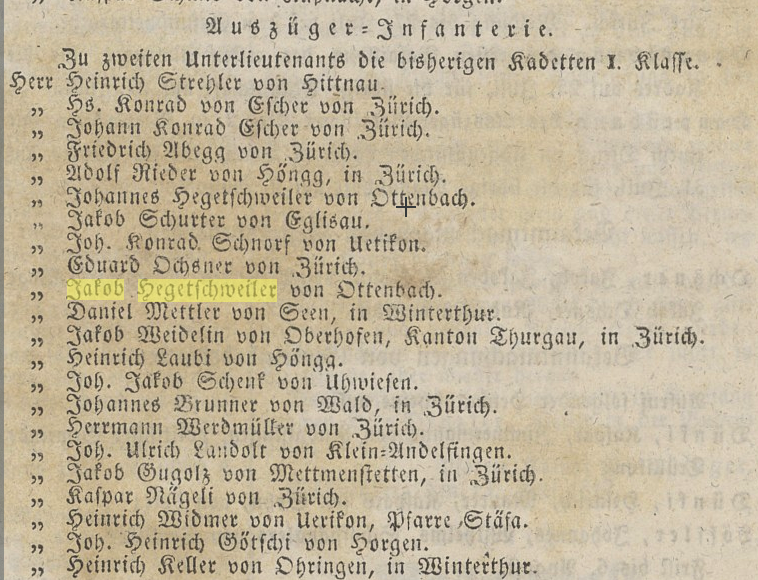 Auszüger-Infanterie.
Zu zweiten Unterlieutenants die bisherigen Kadetten I. Klasse.
Herr Heinrich Strehler von Hittnau.
„ Hs. Konrad von Escher von Zürich.
„ Johann Konrad Escher von Zürich.
„ Friedrich Abegg von Zürich.
„ Adolf Rieder von Höngg, in Zürich.
„ Johannes Hegetschweiler von Ottenbach.
„ Jakob Schurter von Eglisau.
„ Joh. Konrad Schnorf von Uetikon.
„ Eduard Ochsner von Zürich.
„ Jakob Hegetschweiler von Ottenbach.
„ Daniel Mettler von Seen, in Winterthur.
„ Jakob Weidelin von Oberhofen, Kanton Thurgau, in Zürich.
„ Heinrich Laubi von Höngg.
„ Joh. Jakob Schenk von Uhwiesen.
„ Johannes Brunner von Wald, in Zürich.
„ Herrmann Werdmüller von Zürich.
„ Joh. Ulrich Landolt von Klein-Andelfingen.
„ Jakob Gugolz von Mettmenstetten, in Zürich.
„ Kaspar Nägeli von Zürich.
„ Heinrich Widmer von Uerikon, Pfarre Stäfa.
„ Joh. Heinrich Götschi von Horgen.
„ Heinrich Keller von Ohringen, in Winterthur.